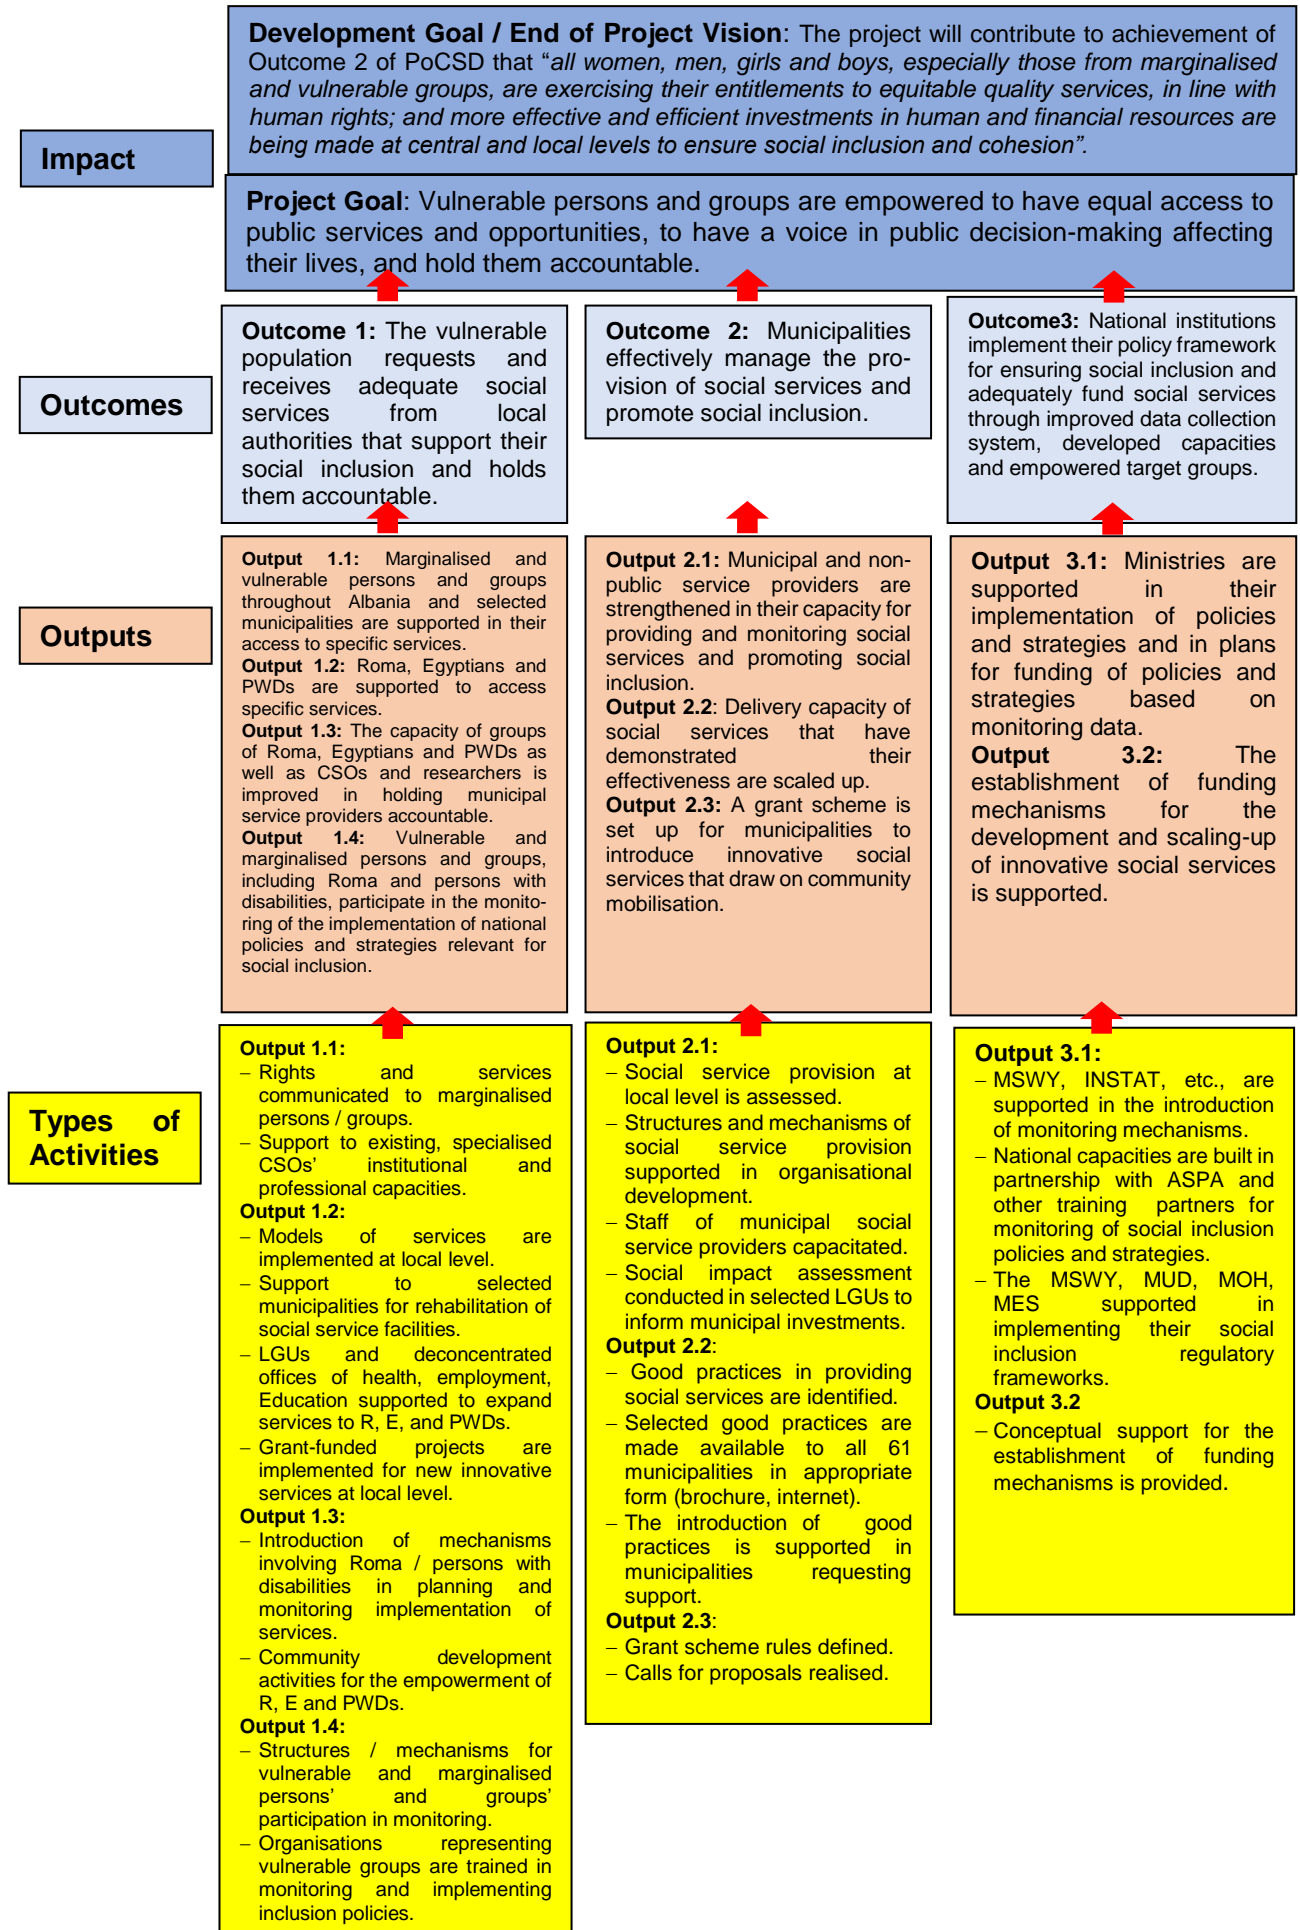 Development Goal / End of Project Vision: The project will contribute to achievement of
Outcome 2 of PoCSD that “all women, men, girls and boys, especially those from marginalised
and vulnerable groups, are exercising their entitlements to equitable quality services, in line with
human rights; and more effective and efficient investments in human and financial resources are
being made at central and local levels to ensure social inclusion and cohesion”.
Impact
Project Goal: Vulnerable persons and groups are empowered to have equal access to
public services and opportunities, to have a voice in public decision-making affecting
their lives, and hold them accountable.
Outcomes
Outcome 1: The vulnerable
population requests and
receives adequate social
services from local
authorities that support their
social inclusion and holds
them accountable.
Outcome 2: Municipalities
effectively manage the pro-
vision of social services and
promote social inclusion.
Outcome3: National institutions
implement their policy framework
for ensuring social inclusion and
adequately fund social services
through improved data collection
system, developed capacities
and empowered target groups.
Outputs
Output 1.1: Marginalised and
vulnerable persons and groups
throughout Albania and selected
municipalities are supported in their
access to specific services.
Output 1.2: Roma, Egyptians and
PWDs are supported to access
specific services.
Output 1.3: The capacity of groups
of Roma, Egyptians and PWDs as
well as CSOs and researchers is
improved in holding municipal
service providers accountable.
Output 1.4: Vulnerable and
marginalised persons and groups,
including Roma and persons with
disabilities, participate in the monito-
ring of the implementation of national
policies and strategies relevant for
social inclusion.
Output 2.1: Municipal and non-
public service providers are
strengthened in their capacity for
providing and monitoring social
services and promoting social
inclusion.
Output 2.2: Delivery capacity of
social services that have
demonstrated their
effectiveness are scaled up.
Output 2.3: A grant scheme is
set up for municipalities to
introduce innovative social
services that draw on community
mobilisation.
Output 3.1: Ministries are
supported in their
implementation of policies
and strategies and in plans
for funding of policies and
strategies based on
monitoring data.
Output 3.2: The
establishment of funding
mechanisms for the
development and scaling-up
of innovative social services
is supported.
Types of
Activities
Output 1.1:
– Rights and services
communicated to marginalised
persons / groups.
– Support to existing, specialised
CSOs’ institutional and
professional capacities.
Output 1.2:
– Models of services are
implemented at local level.
– Support to selected
municipalities for rehabilitation of
social service facilities.
– LGUs and deconcentrated
offices of health, employment,
Education supported to expand
services to R, E, and PWDs.
– Grant-funded projects are
implemented for new innovative
services at local level.
Output 1.3:
– Introduction of mechanisms
involving Roma / persons with
disabilities in planning and
monitoring implementation of
services.
– Community development
activities for the empowerment of
R, E and PWDs.
Output 1.4:
– Structures / mechanisms for
vulnerable and marginalised
persons’ and groups’
participation in monitoring.
– Organisations representing
vulnerable groups are trained in
monitoring and implementing
inclusion policies.
Output 2.1:
– Social service provision at
local level is assessed.
– Structures and mechanisms of
social service provision
supported in organisational
development.
– Staff of municipal social
service providers capacitated.
– Social impact assessment
conducted in selected LGUs to
inform municipal investments.
Output 2.2:
– Good practices in providing
social services are identified.
– Selected good practices are
made available to all 61
municipalities in appropriate
form (brochure, internet).
– The introduction of good
practices is supported in
municipalities requesting
support.
Output 2.3:
– Grant scheme rules defined.
– Calls for proposals realised.
Output 3.1:
– MSWY, INSTAT, etc., are
supported in the introduction
of monitoring mechanisms.
– National capacities are built in
partnership with ASPA and
other training partners for
monitoring of social inclusion
policies and strategies.
– The MSWY, MUD, MOH,
MES supported in
implementing their social
inclusion regulatory
frameworks.
Output 3.2
– Conceptual support for the
establishment of funding
mechanisms is provided.